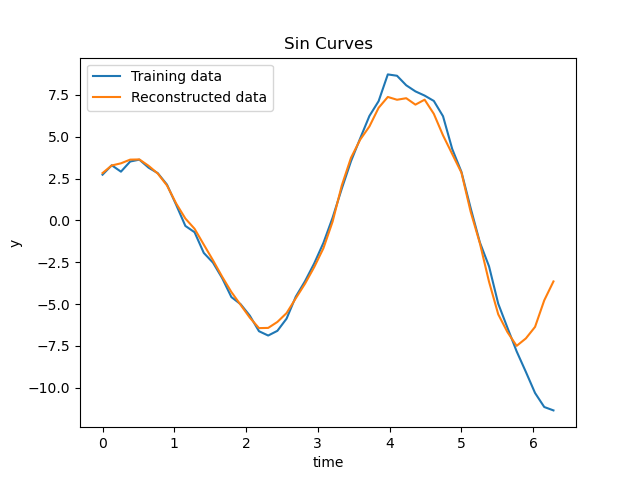 Sin Curves
Training data
Reconstructed data
7.5
5.0
2.5
0.0
−2.5
−5.0
−7.5
−10.0
y
0 1 2 3 4 5 6
time